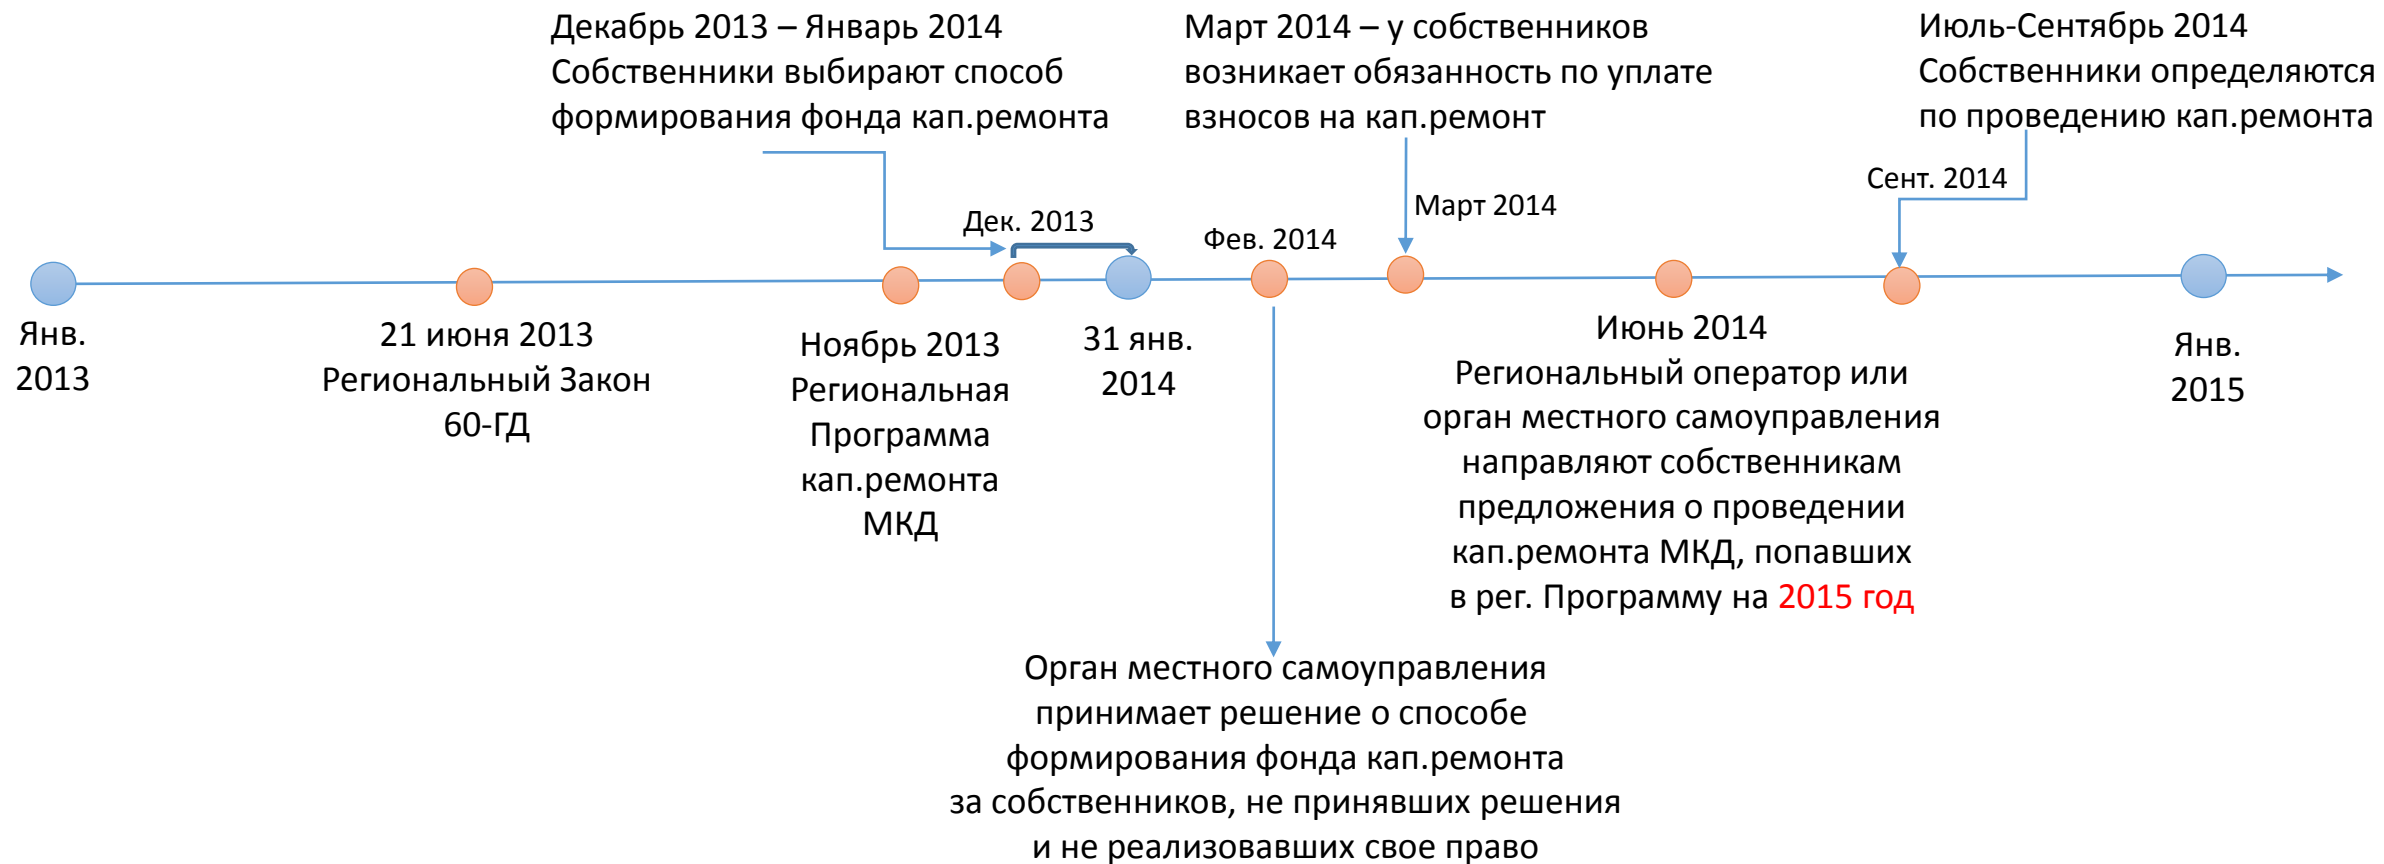 Декабрь 2013 – Январь 2014
Собственники выбирают способ
формирования фонда кап.ремонта
Март 2014 – у собственников
возникает обязанность по уплате
взносов на кап.ремонт
Июль-Сентябрь 2014
Собственники определяются
по проведению кап.ремонта
Дек. 2013
Фев. 2014
Март 2014
Сент. 2014
Янв.
2013
21 июня 2013
Региональный Закон
60-ГД
Ноябрь 2013
Региональная
Программа
кап.ремонта
МКД
31 янв.
2014
Июнь 2014
Региональный оператор или
орган местного самоуправления
направляют собственникам
предложения о проведении
кап.ремонта МКД, попавших
в рег. Программу на 2015 год
Янв.
2015
Орган местного самоуправления
принимает решение о способе
формирования фонда кап.ремонта
за собственников, не принявших решения
и не реализовавших свое право